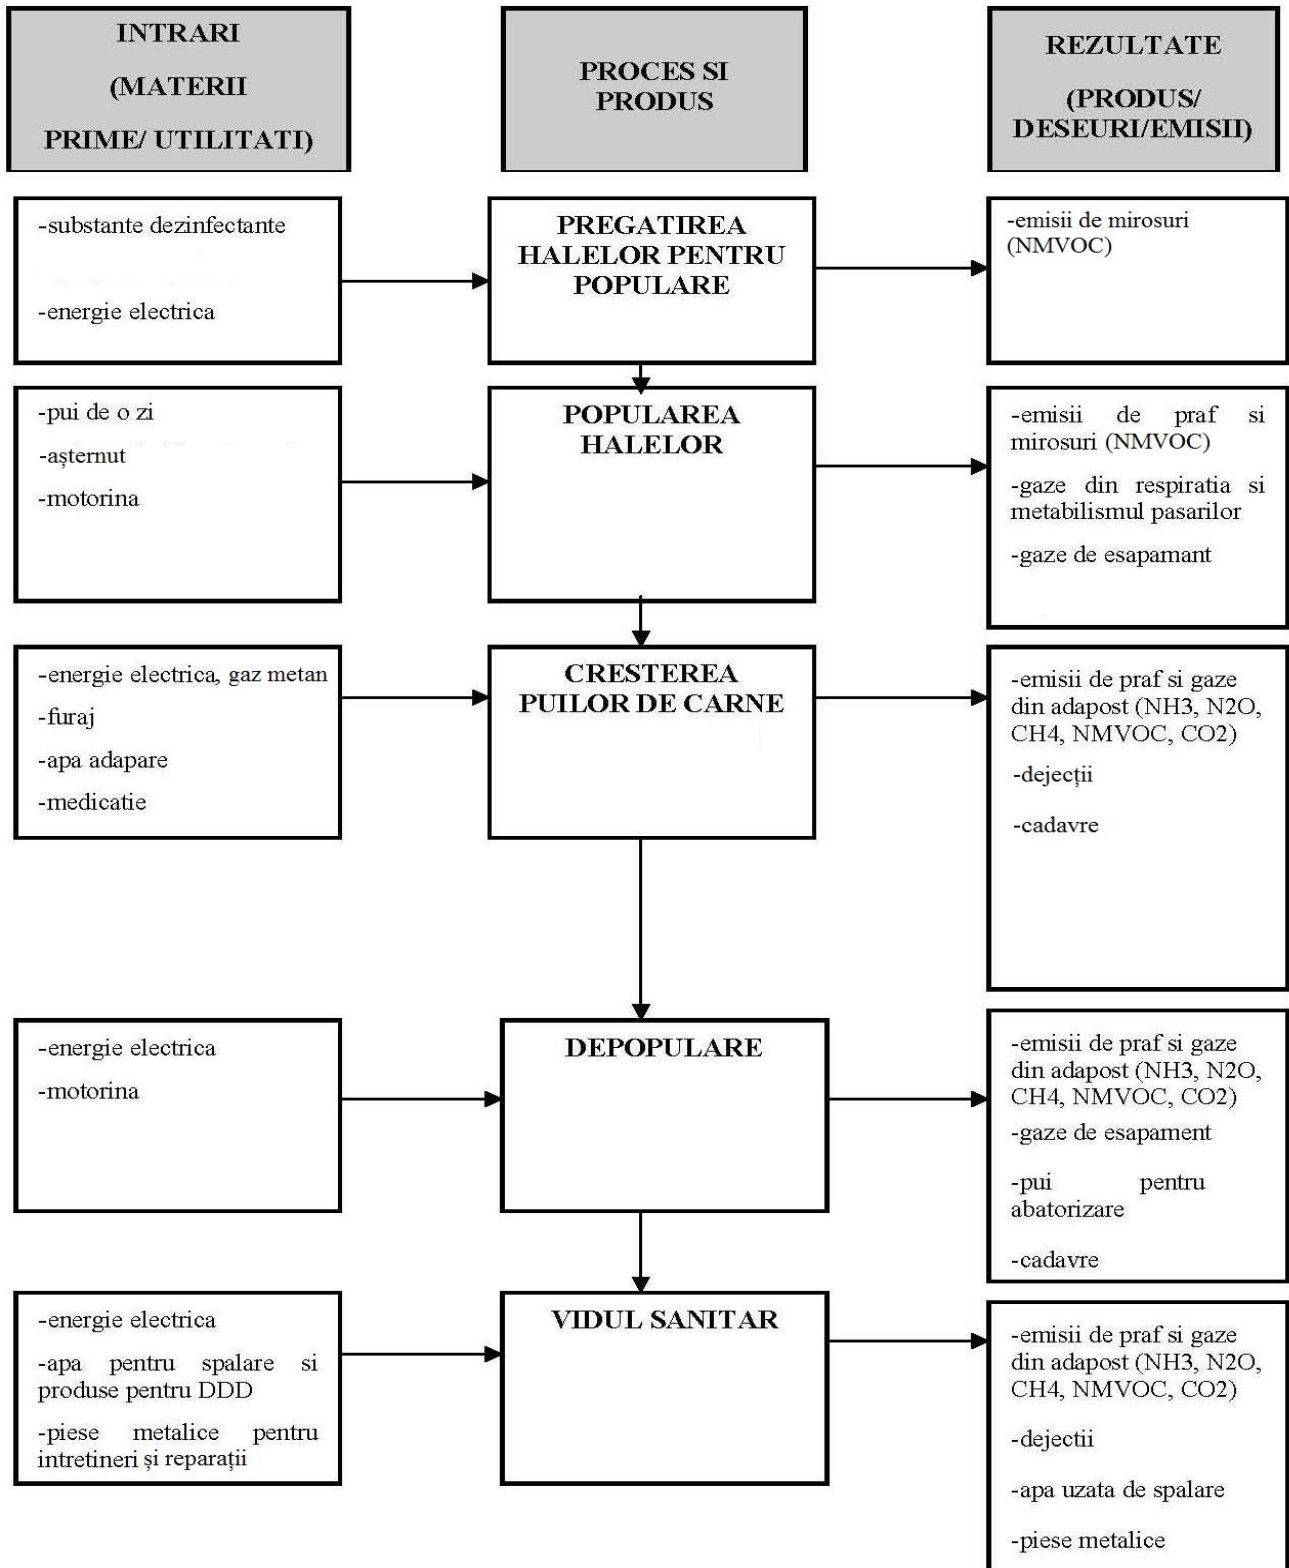 INTRARI
(MATERII
PRIME/ UTILITATI)
PROCES SI
PRODUS
REZULTATE
(PRODUS/
DESEURI/EMISII)
-substante dezinfectante
-energie electrica
PREGATIREA
HALELOR PENTRU
POPULARE
-emisii de mirosuri
(NMVOC)
-pui de o zi
-așternut
-motorina
POPULAREA
HALELOR
-emisii de praf si
mirosuri (NMVOC)
-gaze din respiratia si
metabilismul pasarilor
-gaze de esapamant
-energie electrica, gaz metan
-furaj
-apa adapare
-medicatie
CRESTEREA
PUILOR DE CARNE
-emisii de praf si gaze
din adapost (NH3, N2O,
CH4, NMVOC, CO2)
-dejecții
-cadavre
-energie electrica
-motorina
DEPOPULARE
-emisii de praf si gaze
din adapost (NH3, N2O,
CH4, NMVOC, CO2)
-gaze de esapament
-pui pentru
abatorizare
-cadavre
-energie electrica
-apa pentru spalare si
produse pentru DDD
-piese metalice pentru
intretineri și reparații
VIDUL SANITAR
-emisii de praf si gaze
din adapost (NH3, N2O,
CH4, NMVOC, CO2)
-dejectii
-apa uzata de spalare
-piese metalice